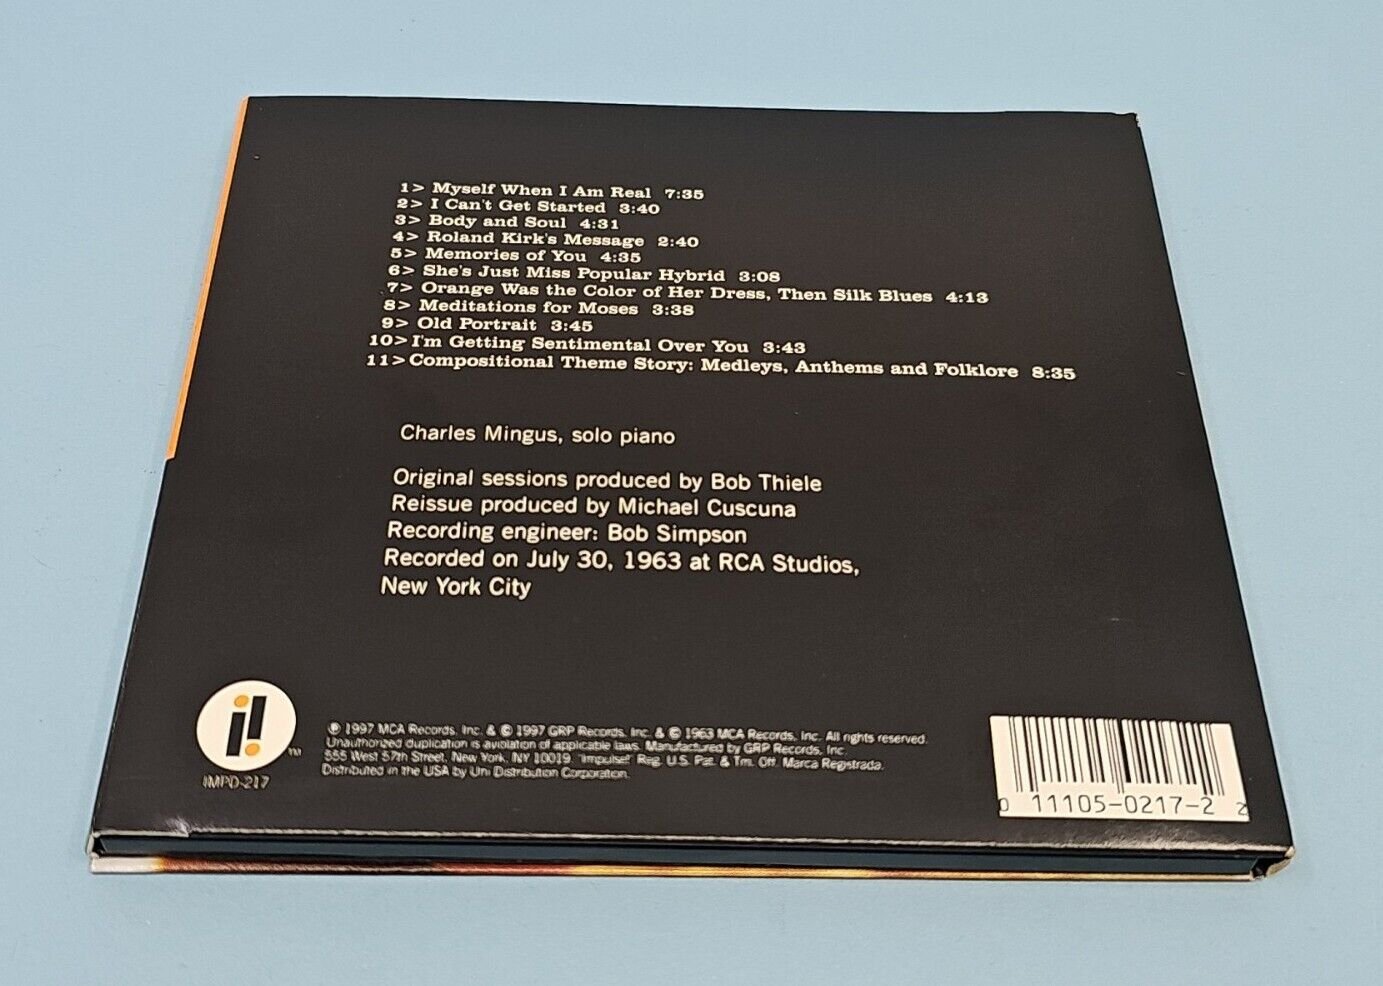 1> Myself When I Am Real 7:35
2> I Can't Get Started 3:40
3> Body and Soul 4:31
4> Roland Kirk's Message 2:40
5> Memories of You 4:35
6> She's Just Miss Popular Hybrid 3:08
7> Orange Was the Color of Her Dress, Then Silk Blues 4:13
8> Meditations for Moses 3:38
9> Old Portrait 3:45
10> I'm Getting Sentimental Over You 3:43
11> Compositional Theme Story: Medleys, Anthems and Folklore 8:35
Charles Mingus, solo piano
Original sessions produced by Bob Thiele
Reissue produced by Michael Cuscuna
Recording engineer: Bob Simpson
Recorded on July 30, 1963 at RCA Studios,
New York City
i!
TM
IMPD-217
℗ 1997 MCA Records, Inc. & © 1997 GRP Records, Inc. & © 1963 MCA Records, Inc. All rights reserved.
Unauthorized duplication is aviolation of applicable laws. Manufactured by GRP Records, Inc.
555 West 57th Street, New York, NY 10019. "impulse!" Reg. U.S. Pat. & Tm. Off. Marca Registrada.
Distributed in the USA by Uni Distribution Corporation.
0 11105-0217-2 2